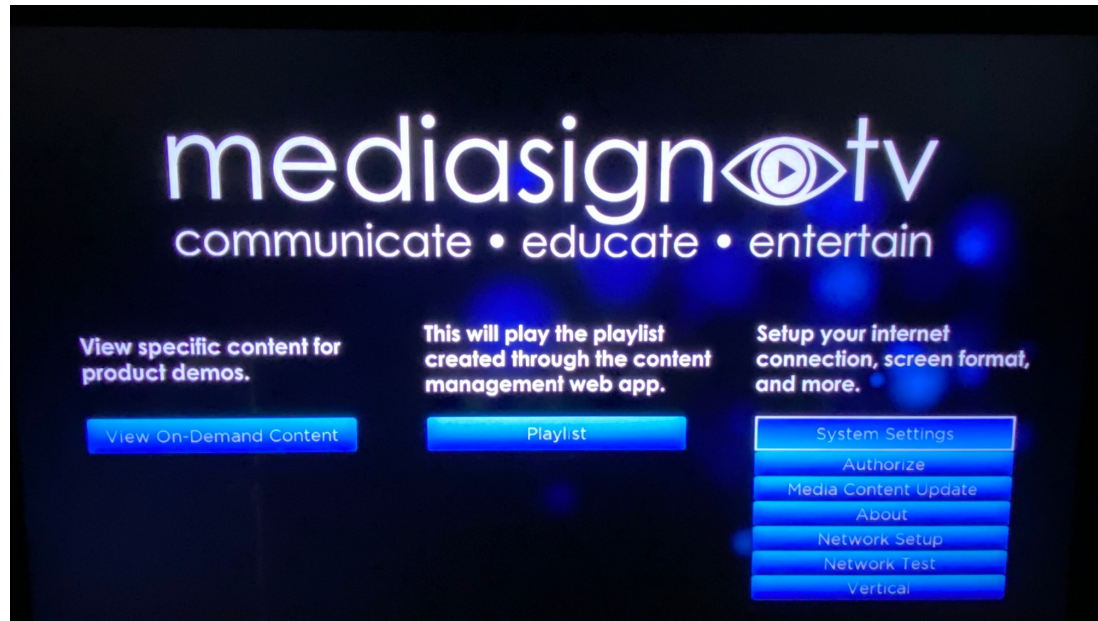 mediasign tv
communicate • educate • entertain
View specific content for
product demos.
View On-Demand Content
This will play the playlist
created through the content
management web app.
Playlist
Setup your internet
connection, screen format,
and more.
System Settings
Authorize
Media Content Update
About
Network Setup
Network Test
Vertical